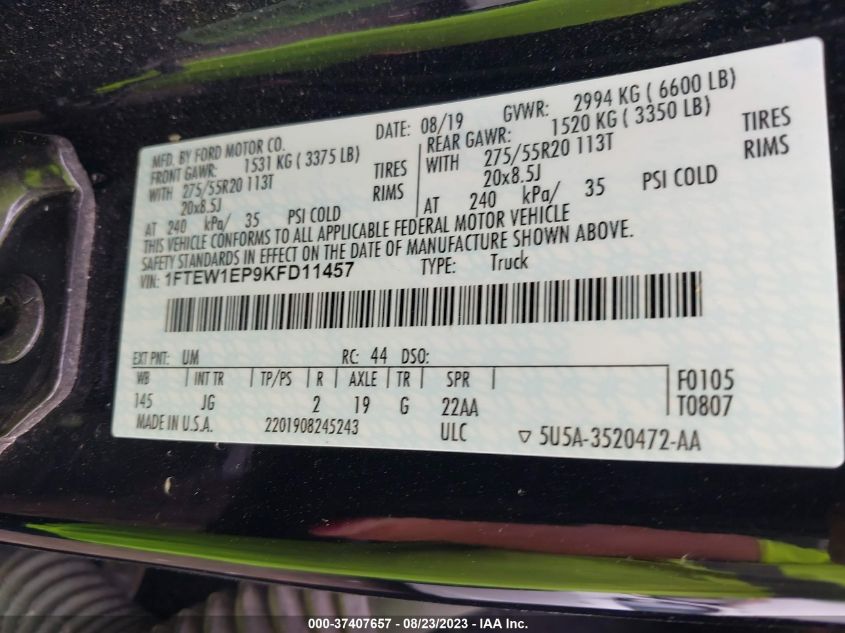 MFD. BY FORD MOTOR CO.
DATE: 08/19 GVWR: 2994 KG ( 6600 LB)
FRONT GAWR: 1531 KG ( 3375 LB)
REAR GAWR: 1520 KG ( 3350 LB)
WITH 275/55R20 113T TIRES
WITH 275/55R20 113T TIRES
20x8.5J RIMS
20x8.5J RIMS
AT 240 kPa/ 35 PSI COLD
AT 240 kPa/ 35 PSI COLD
THIS VEHICLE CONFORMS TO ALL APPLICABLE FEDERAL MOTOR VEHICLE
SAFETY STANDARDS IN EFFECT ON THE DATE OF MANUFACTURE SHOWN ABOVE.
VIN: 1FTEW1EP9KFD11457 TYPE: Truck
EXT PNT: UM RC: 44 DSO:
WB INT TR TP/PS R AXLE TR SPR F0105
145 JG 2 19 G 22AA T0807
MADE IN U.S.A. 2201908245243 ULC ▽ 5U5A-3520472-AA
000-37407657 - 08/23/2023 - IAA Inc.